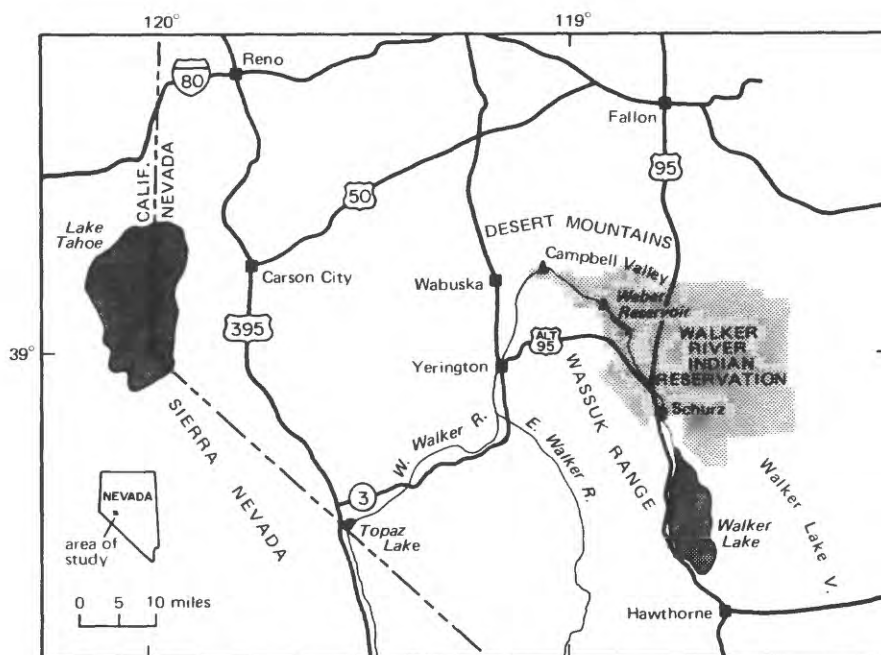 120°
119°
Reno
80
Fallon
CALIF.
NEVADA
50
95
Lake
Tahoe
DESERT MOUNTAINS
Campbell Valley
Carson City
Wabuska
Weber
Reservoir
395
ALT
95
39°
WALKER
RIVER
INDIAN
RESERVATION
Yerington
WASSUK RANGE
Schurz
SIERRA NEVADA
W. Walker R.
E. Walker R.
3
NEVADA
area of
study
Topaz
Lake
Walker
Lake
Walker Lake V.
0 5 10 miles
Hawthorne